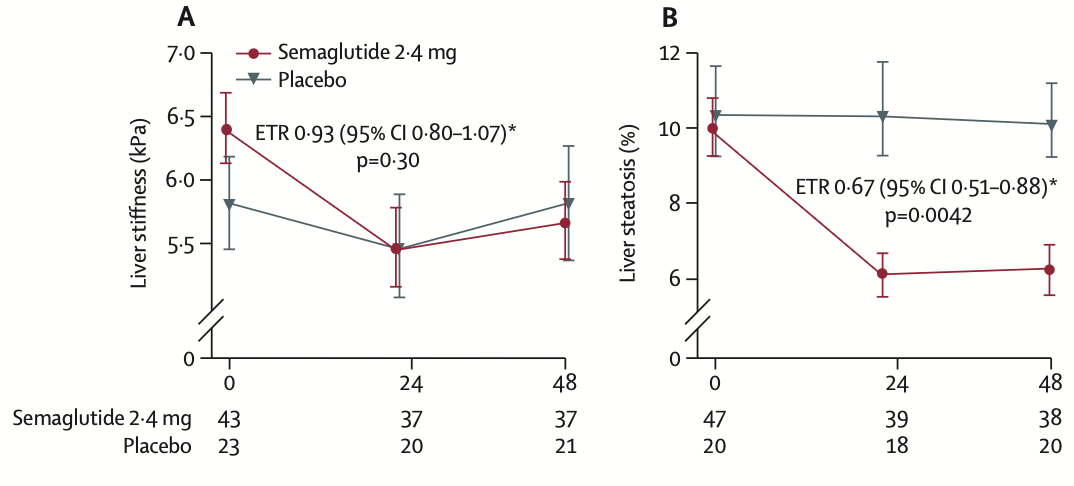 A
7·0
6·5
6·0
5·5
0
Liver stiffness (kPa)
Semaglutide 2·4 mg
Placebo
ETR 0·93 (95% CI 0·80–1·07)*
p=0·30
0 24 48
Semaglutide 2·4 mg 43 37 37
Placebo 23 20 21
B
12
10
8
6
0
Liver steatosis (%)
ETR 0·67 (95% CI 0·51–0·88)*
p=0·0042
0 24 48
47 39 38
20 18 20